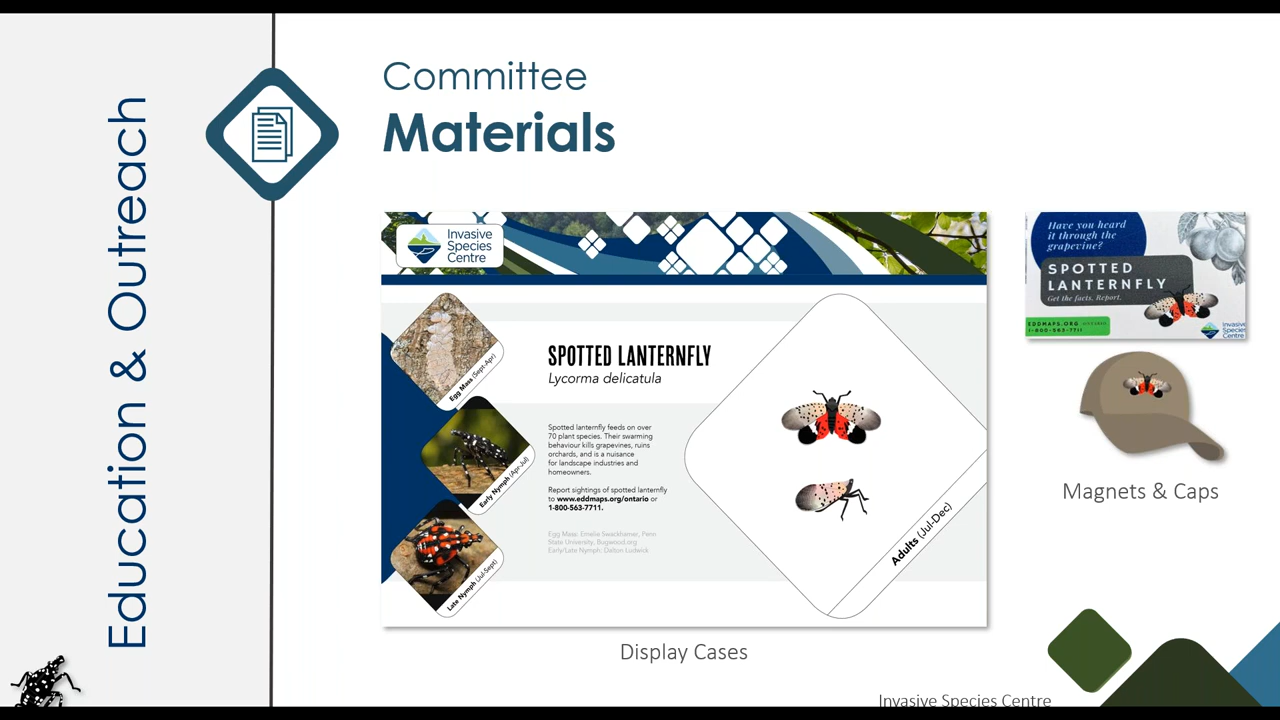 Education & Outreach
Committee
Materials
Invasive
Species
Centre
Egg Mass (Sept-Apr)
Early Nymph (Apr-Jul)
Late Nymph (Jul-Sept)
SPOTTED LANTERNFLY
Lycorma delicatula
Spotted lanternfly feeds on over
70 plant species. Their swarming
behaviour kills grapevines, ruins
orchards, and is a nuisance
for landscape industries and
homeowners.
Report sightings of spotted lanternfly
to www.eddmaps.org/ontario or
1-800-563-7711.
Egg Mass: Emelie Swackhamer, Penn
State University, Bugwood.org
Early/Late Nymph: Dalton Ludwick
Adults (Jul-Dec)
Display Cases
Have you heard
it through the
grapevine?
SPOTTED
LANTERNFLY
Get the facts. Report.
EDDMAPS.ORG/ONTARIO
1-800-563-7711
Invasive
Species
Centre
Magnets & Caps
Invasive Species Centre